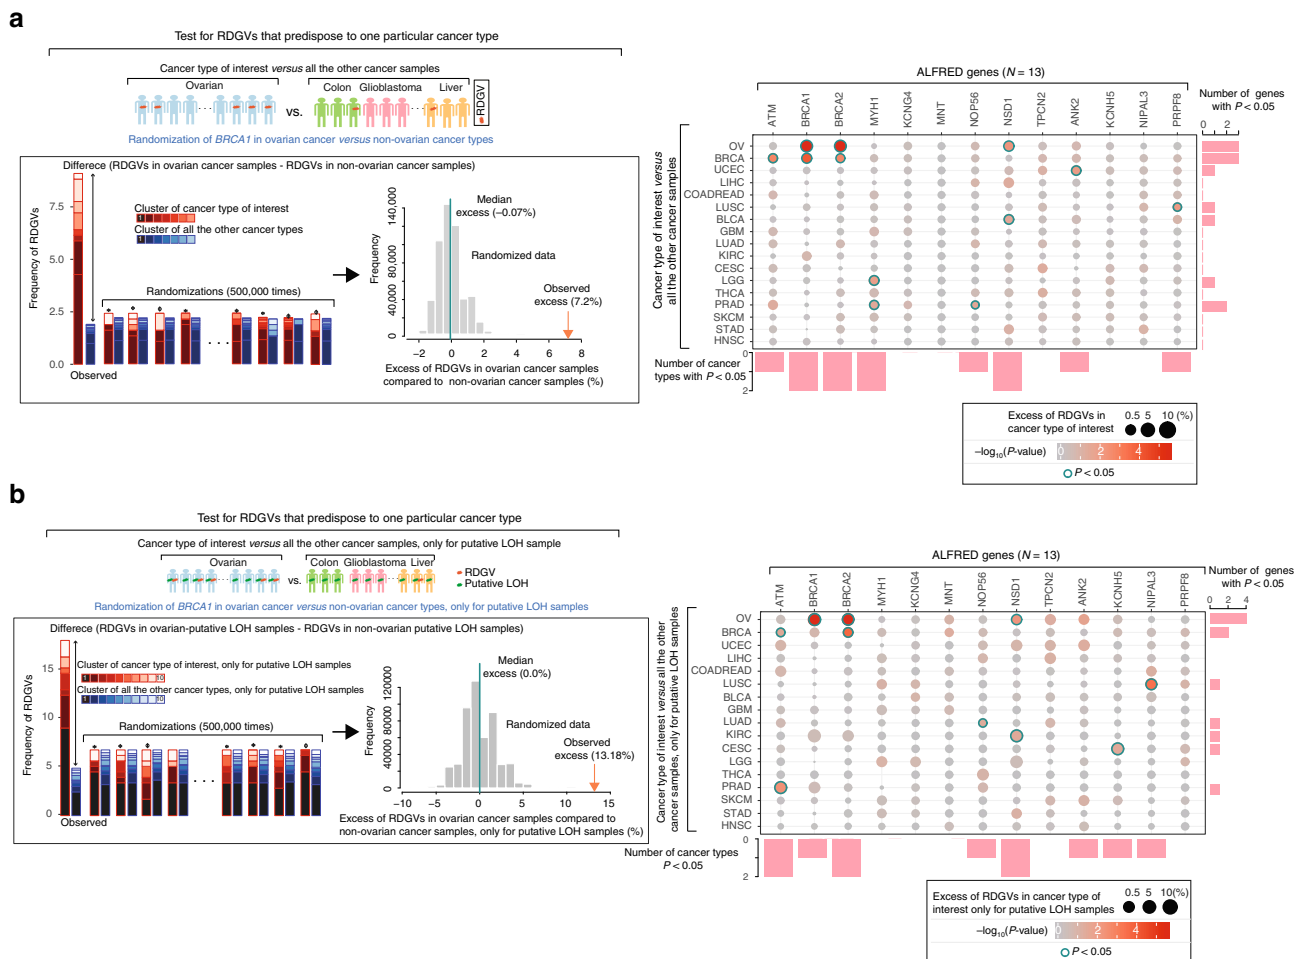 a
Test for RDGVs that predispose to one particular cancer type
Cancer type of interest versus all the other cancer samples
Ovarian
vs.
Colon Glioblastoma Liver
RDGV
Randomization of BRCA1 in ovarian cancer versus non-ovarian cancer types
Differece (RDGVs in ovarian cancer samples - RDGVs in non-ovarian cancer samples)
Frequency of RDGVs
7.5
5.0
2.5
0.0
Cluster of cancer type of interest
1
Cluster of all the other cancer types
1
Randomizations (500,000 times)
. . .
Observed
Frequency
140,000
80,000
40,000
0
Median
excess (−0.07%)
Randomized data
Observed
excess (7.2%)
−2 0 2 4 6 8
Excess of RDGVs in ovarian cancer samples
compared to non-ovarian cancer samples (%)
ALFRED genes (N = 13)
Number of genes
with P < 0.05
0 2
ATM BRCA1 BRCA2 MYH1 KCNG4 MNT NOP56 NSD1 TPCN2 ANK2 KCNH5 NIPAL3 PRPF8
Cancer type of interest versus
all the other cancer samples
OV
BRCA
UCEC
LIHC
COADREAD
LUSC
BLCA
GBM
LUAD
KIRC
CESC
LGG
THCA
PRAD
SKCM
STAD
HNSC
Number of cancer
types with P < 0.05
0
2
Excess of RDGVs in
cancer type of interest
0.5 5 10 (%)
−log10(P-value)
0 2 4
P < 0.05
b
Test for RDGVs that predispose to one particular cancer type
Cancer type of interest versus all the other cancer samples, only for putative LOH sample
Ovarian
vs.
Colon Glioblastoma Liver
RDGV
Putative LOH
Randomization of BRCA1 in ovarian cancer versus non-ovarian cancer types, only for putative LOH samples
Differece (RDGVs in ovarian-putative LOH samples - RDGVs in non-ovarian putative LOH samples)
Frequency of RDGVs
15
10
5
0
Cluster of cancer type of interest, only for putative LOH samples
1 10
Cluster of all the other cancer types, only for putative LOH samples
1 10
Randomizations (500,000 times)
. . .
Observed
Frequency
120000
80000
40000
0
Median
excess (0.0%)
Randomized data
Observed
excess (13.18%)
−10 −5 0 5 10 15
Excess of RDGVs in ovarian cancer samples compared to
non-ovarian cancer samples, only for putative LOH samples (%)
ALFRED genes (N = 13)
Number of genes
with P < 0.05
0 2 4
ATM BRCA1 BRCA2 MYH1 KCNG4 MNT NOP56 NSD1 TPCN2 ANK2 KCNH5 NIPAL3 PRPF8
Cancer type of interest versus all the other
cancer samples, only for putative LOH samples
OV
BRCA
UCEC
LIHC
COADREAD
LUSC
BLCA
GBM
LUAD
KIRC
CESC
LGG
THCA
PRAD
SKCM
STAD
HNSC
Number of cancer types
P < 0.05
0
2
Excess of RDGVs in cancer type of
interest only for putative LOH samples
0.5 5 10(%)
−log10(P-value)
0 2 4
P < 0.05